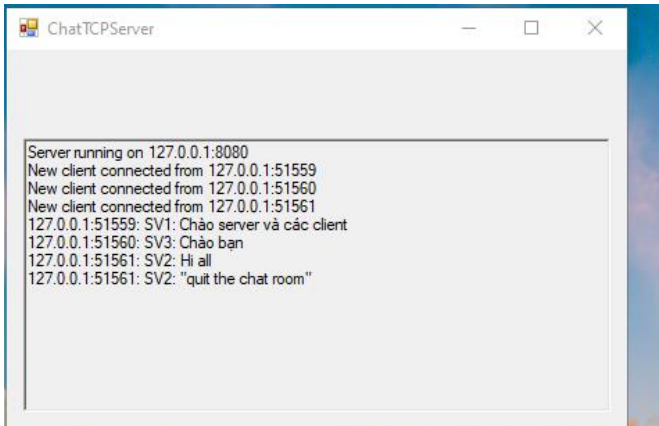 ChatTCPServer
Server running on 127.0.0.1:8080
New client connected from 127.0.0.1:51559
New client connected from 127.0.0.1:51560
New client connected from 127.0.0.1:51561
127.0.0.1:51559: SV1: Chào server và các client
127.0.0.1:51560: SV3: Chào bạn
127.0.0.1:51561: SV2: Hi all
127.0.0.1:51561: SV2: "quit the chat room"